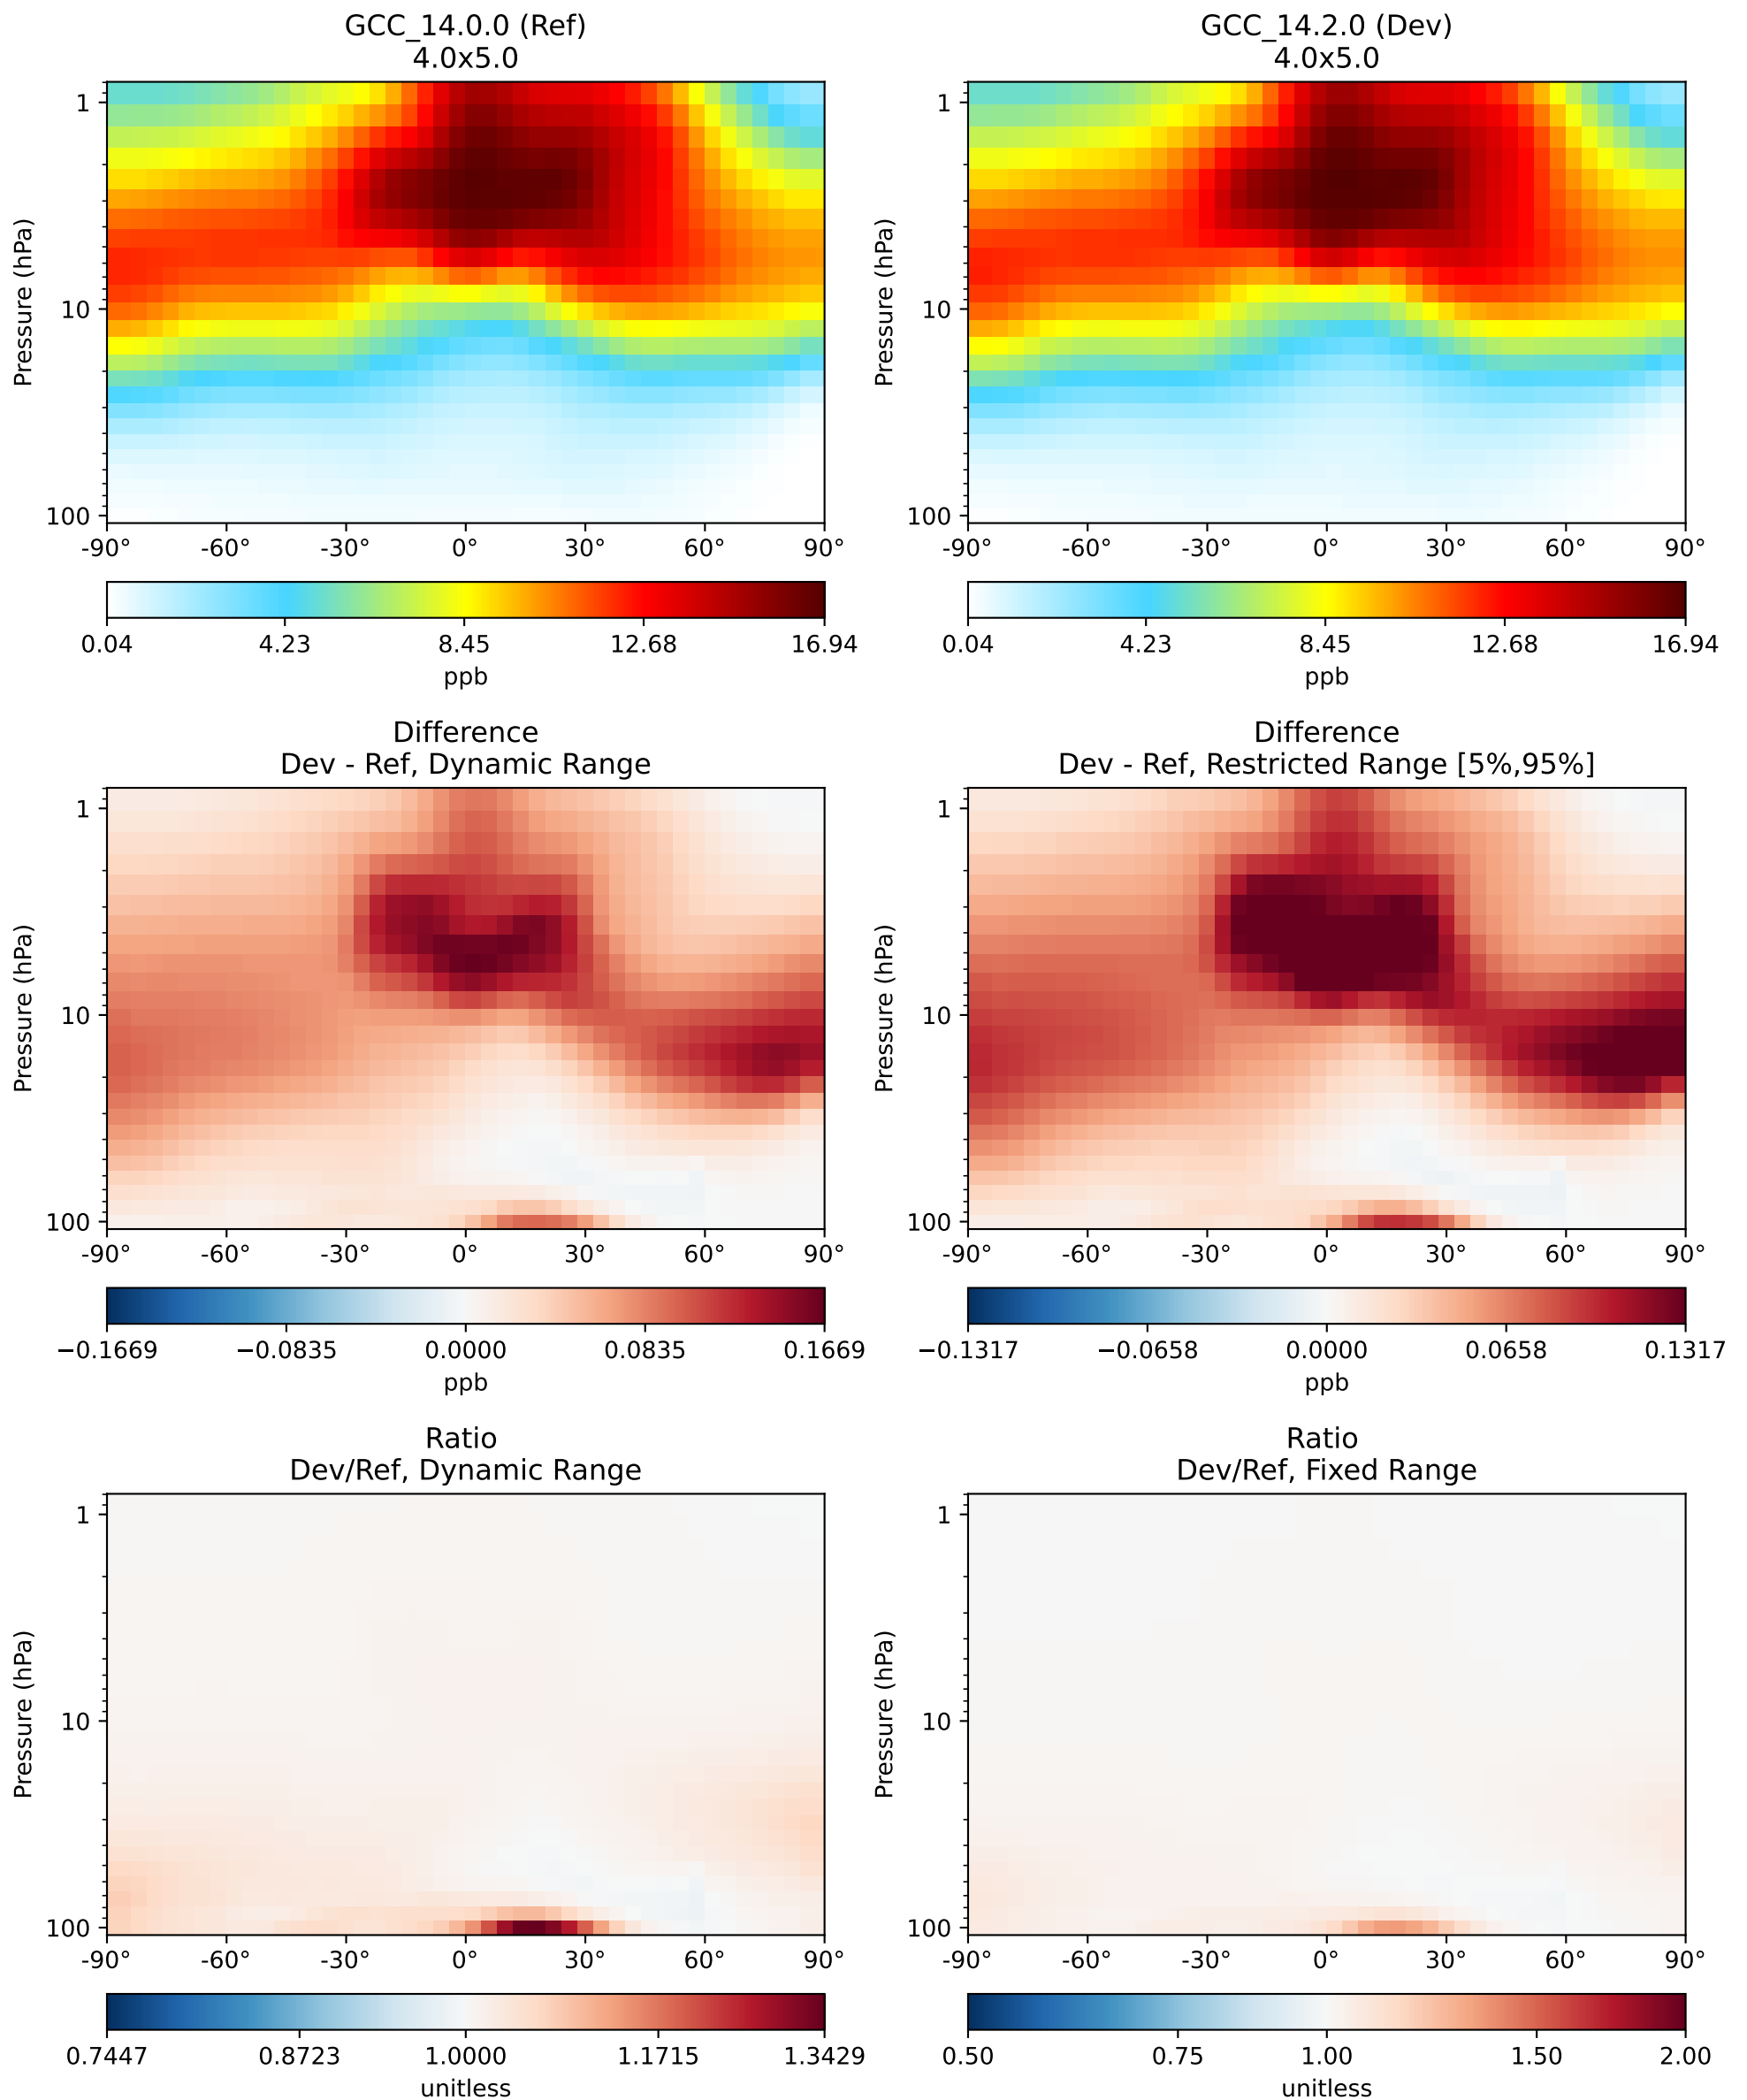 GCC_14.0.0 (Ref)
4.0x5.0
Pressure (hPa)
1
10
100
-90° -60° -30° 0° 30° 60° 90°
0.04 4.23 8.45 12.68 16.94
ppb
GCC_14.2.0 (Dev)
4.0x5.0
Pressure (hPa)
1
10
100
-90° -60° -30° 0° 30° 60° 90°
0.04 4.23 8.45 12.68 16.94
ppb
Difference
Dev - Ref, Dynamic Range
Pressure (hPa)
1
10
100
-90° -60° -30° 0° 30° 60° 90°
−0.1669 −0.0835 0.0000 0.0835 0.1669
ppb
Difference
Dev - Ref, Restricted Range [5%,95%]
Pressure (hPa)
1
10
100
-90° -60° -30° 0° 30° 60° 90°
−0.1317 −0.0658 0.0000 0.0658 0.1317
ppb
Ratio
Dev/Ref, Dynamic Range
Pressure (hPa)
1
10
100
-90° -60° -30° 0° 30° 60° 90°
0.7447 0.8723 1.0000 1.1715 1.3429
unitless
Ratio
Dev/Ref, Fixed Range
Pressure (hPa)
1
10
100
-90° -60° -30° 0° 30° 60° 90°
0.50 0.75 1.00 1.50 2.00
unitless